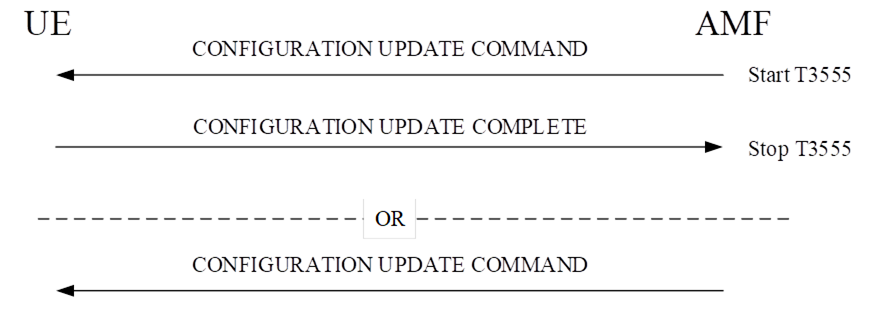 UE AMF
CONFIGURATION UPDATE COMMAND
Start T3555
CONFIGURATION UPDATE COMPLETE
Stop T3555
OR
CONFIGURATION UPDATE COMMAND